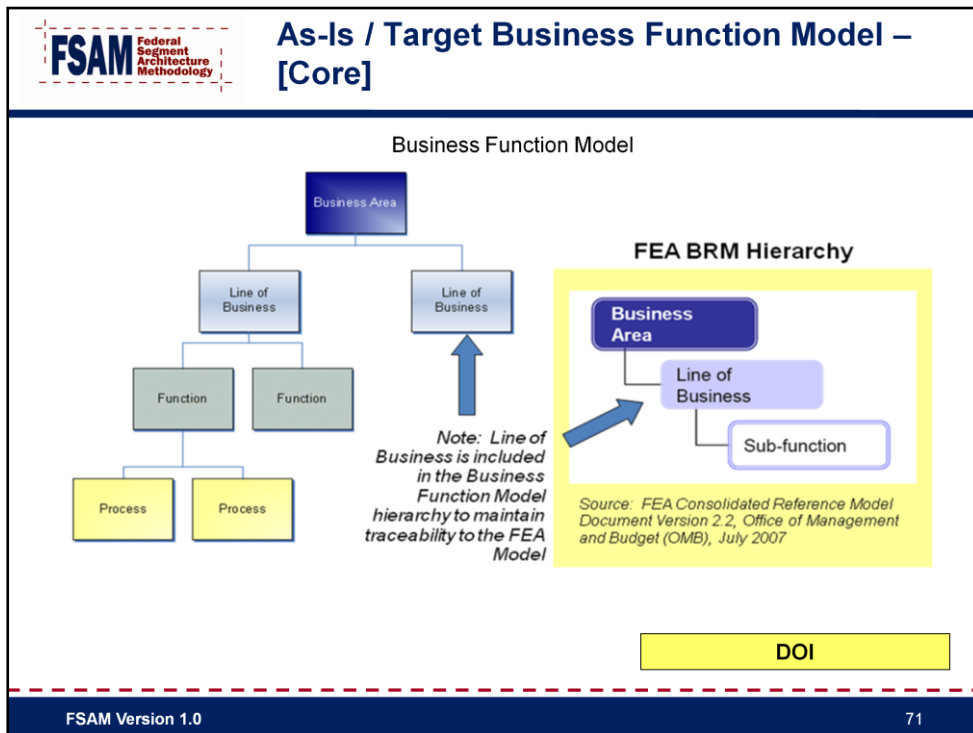 FSAM Federal
Segment
Architecture
Methodology
As-Is / Target Business Function Model –
[Core]
Business Function Model
Business Area
Line of
Business
Line of
Business
Function
Function
Process
Process
Note: Line of
Business is included
in the Business
Function Model
hierarchy to maintain
traceability to the FEA
Model
FEA BRM Hierarchy
Business
Area
Line of
Business
Sub-function
Source: FEA Consolidated Reference Model
Document Version 2.2, Office of Management
and Budget (OMB), July 2007
DOI
FSAM Version 1.0
71